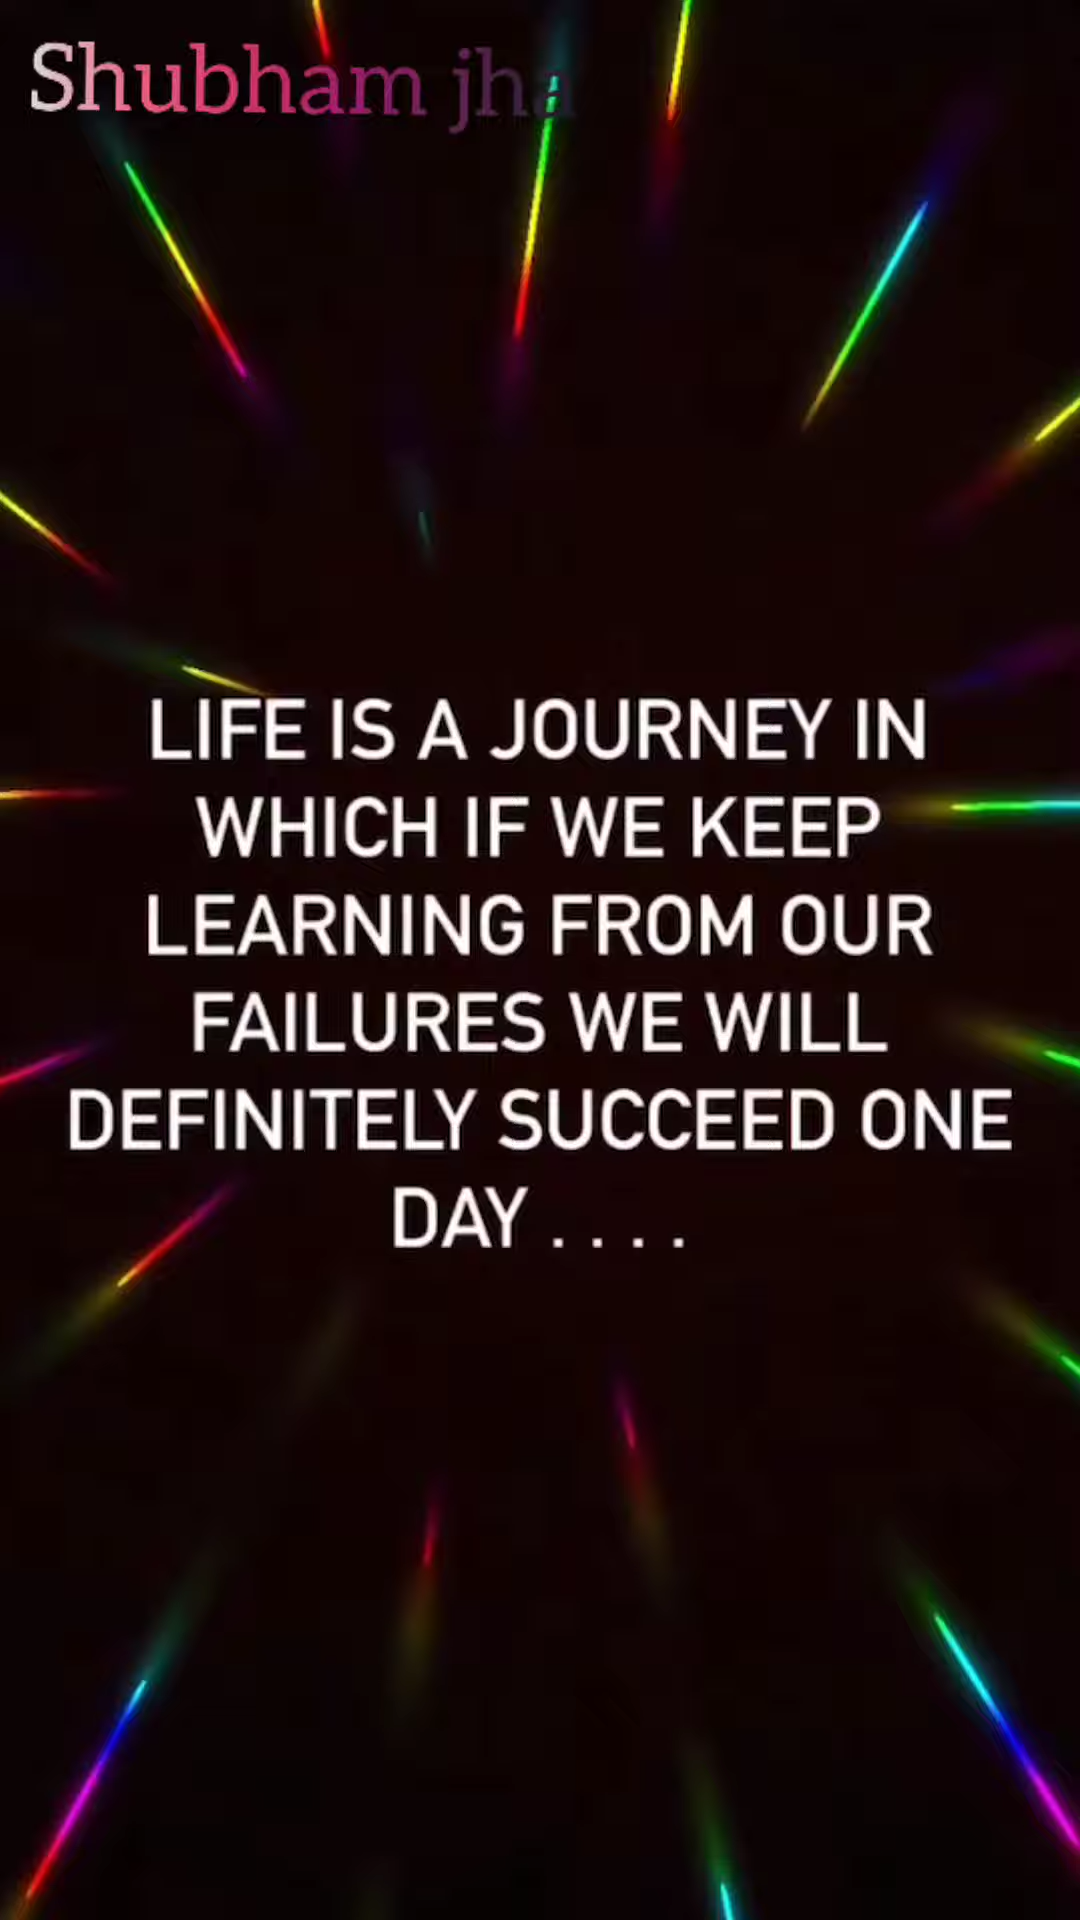 Shubham jha
LIFE IS A JOURNEY IN
WHICH IF WE KEEP
LEARNING FROM OUR
FAILURES WE WILL
DEFINITELY SUCCEED ONE
DAY . . . .